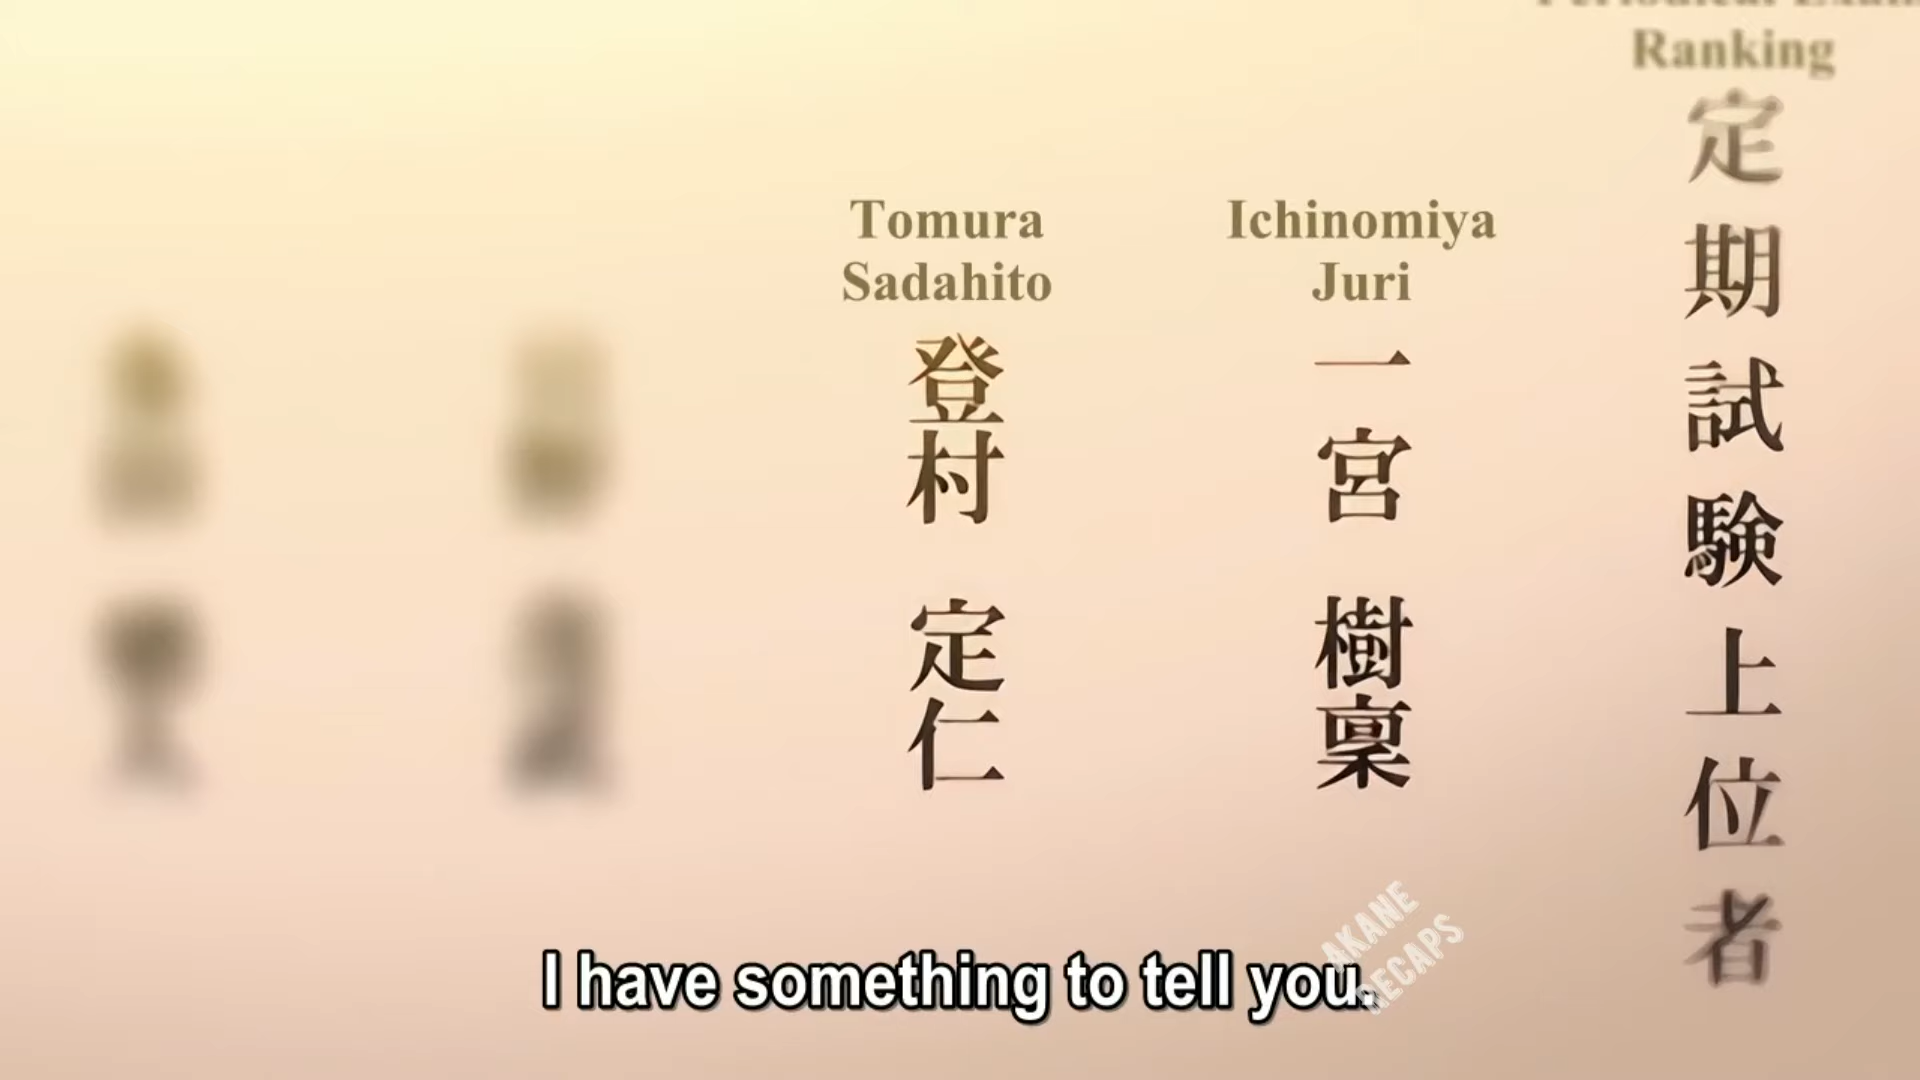 Ranking
定期試験上位者
Ichinomiya
Juri
一宮 樹稟
Tomura
Sadahito
登村 定仁
I have something to tell you.
AKANE
RECAPS